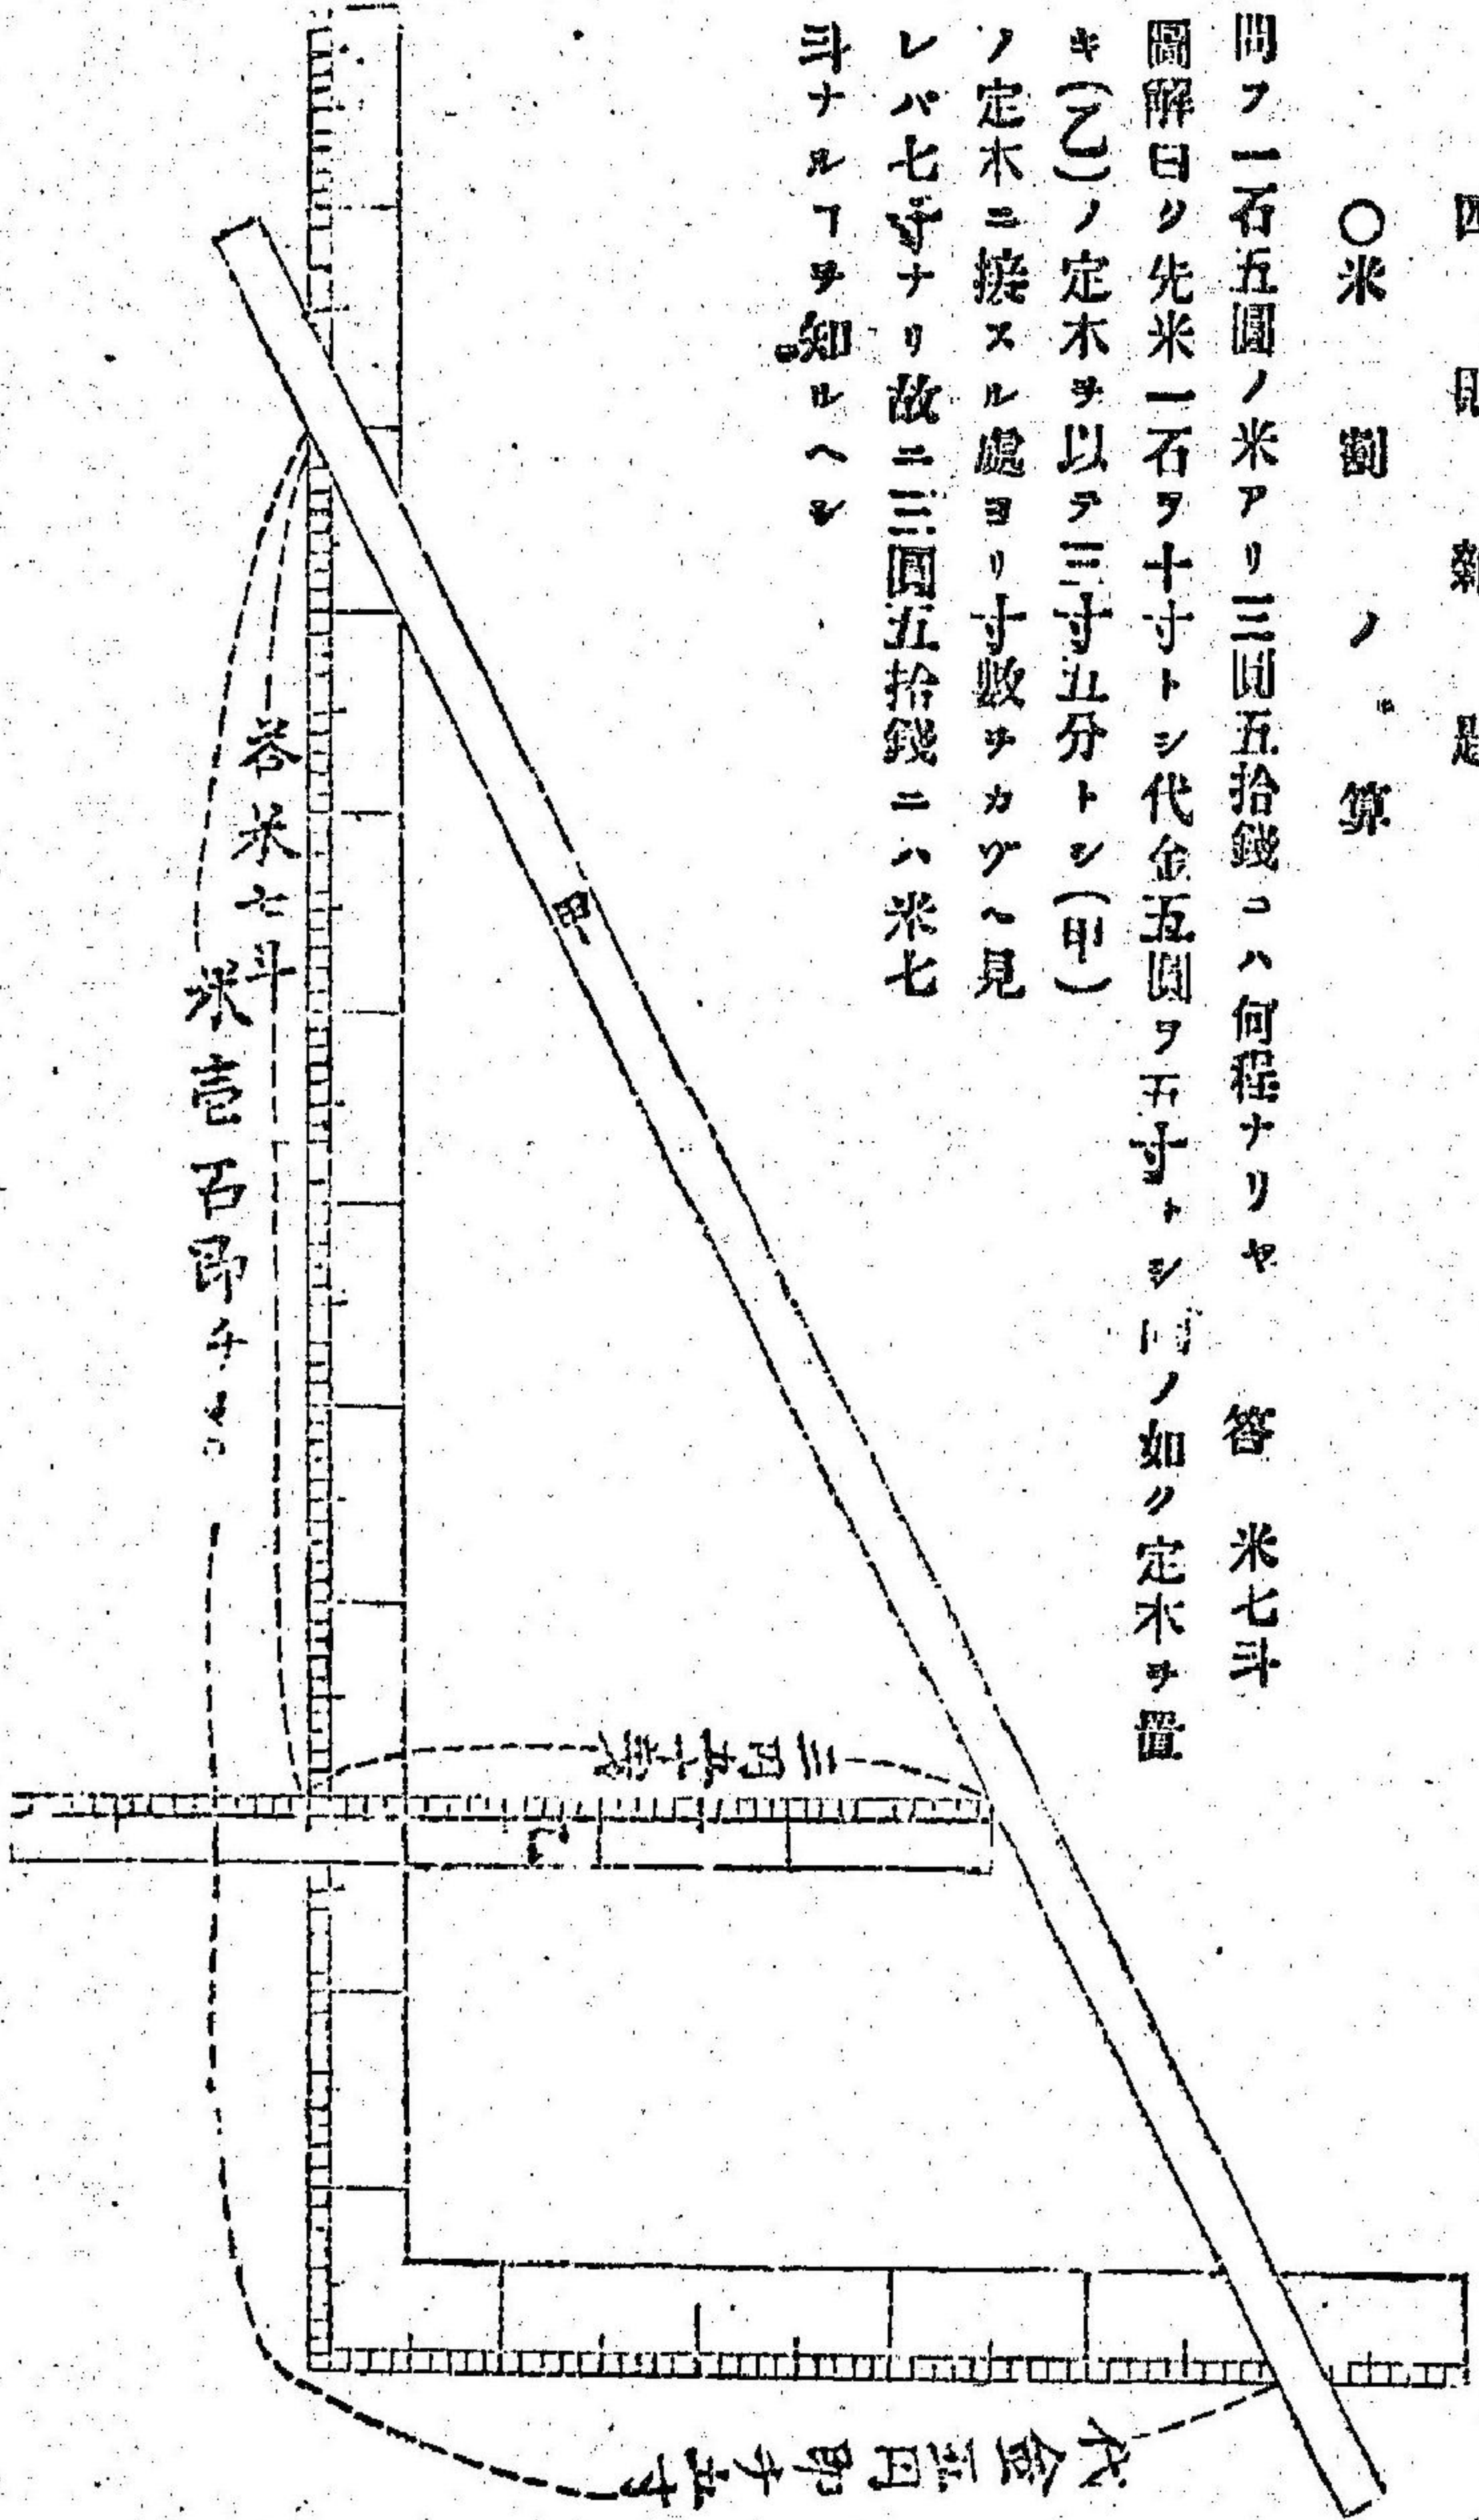 〇米割ノ算
問フ一石五圓ノ米アリ三圓五拾錢ニハ何程ナリヤ　答　米七斗
圖解曰ク先米一石ヲ十寸トシ代金五圓ヲ五寸トシ圖ノ如ク定木ヲ置
キ(乙)ノ定木ヲ以テ三寸五分トシ(甲)
ノ定木ニ接スル處ヨリ寸數ヲカゾヘ見
レバ七寸ナリ故ニ三圓五拾錢ニハ米七
斗ナルヿヲ知ルヘシ
甲
答米七斗
米壱石即チ
三円五十銭
代金五円即チ五寸